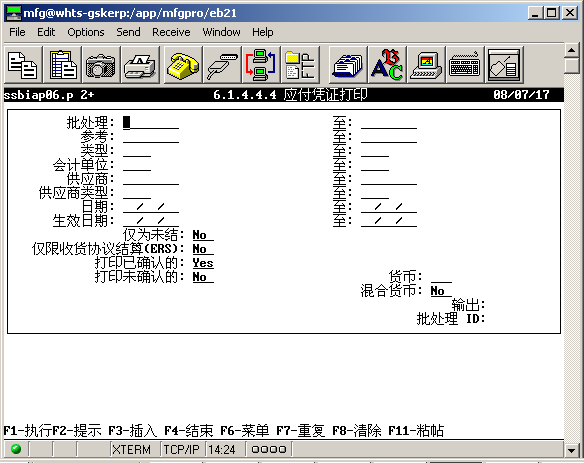 mfg@whts-gskerp:/app/mfgpro/eb21
File Edit Options Send Receive Window Help
ABC
ssbiap06.p 2+ 6.1.4.4.4 应付凭证打印 08/07/17
批处理: 至:
参考: 至:
类型: 至:
会计单位: 至:
供应商: 至:
供应商类型: 至:
日期: / / 至: / /
生效日期: / / 至: / /
仅为未结: No
仅限收货协议结算(ERS): No
打印已确认的: Yes
打印未确认的: No 货币:
混合货币: No
输出:
批处理 ID:
F1-执行F2-提示 F3-插入 F4-结束 F6-菜单 F7-重复 F8-清除 F11-粘帖
XTERM TCP/IP 14:24